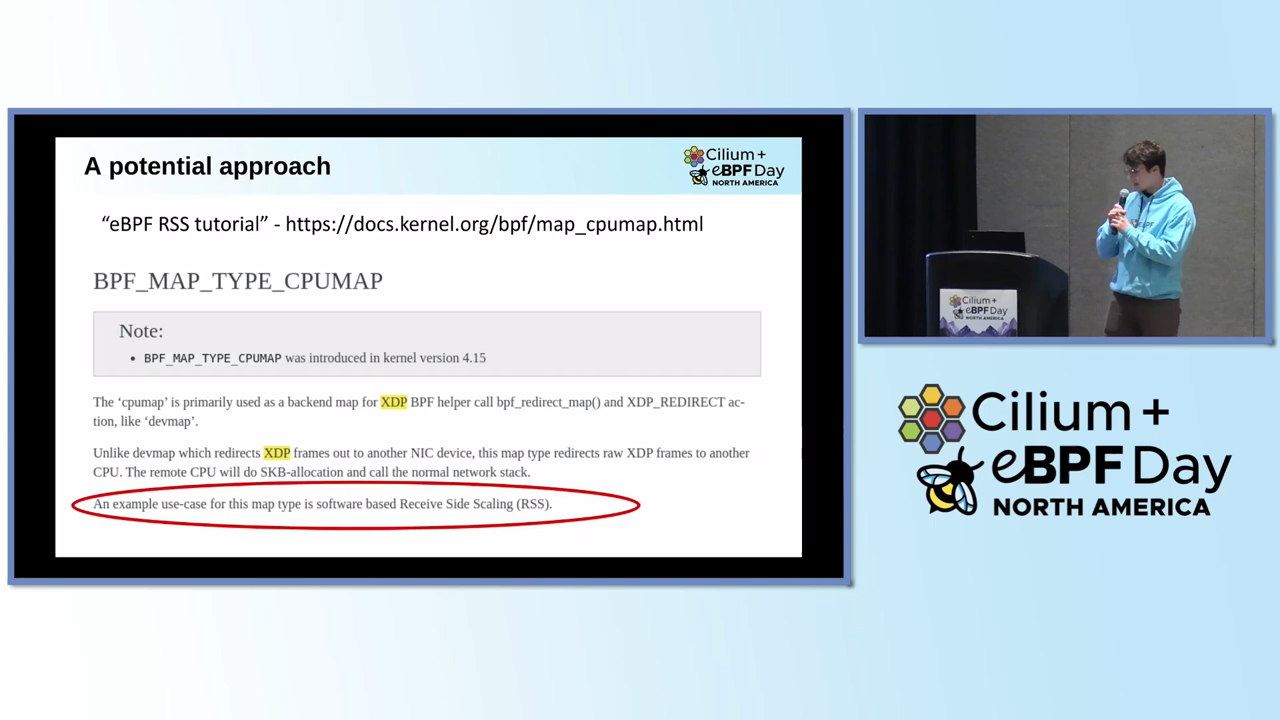 A potential approach
Cilium +
eBPF Day
NORTH AMERICA
“eBPF RSS tutorial” - https://docs.kernel.org/bpf/map_cpumap.html
BPF_MAP_TYPE_CPUMAP
Note:
• BPF_MAP_TYPE_CPUMAP was introduced in kernel version 4.15
The ‘cpumap’ is primarily used as a backend map for XDP BPF helper call bpf_redirect_map() and XDP_REDIRECT ac-
tion, like ‘devmap’.
Unlike devmap which redirects XDP frames out to another NIC device, this map type redirects raw XDP frames to another
CPU. The remote CPU will do SKB-allocation and call the normal network stack.
An example use-case for this map type is software based Receive Side Scaling (RSS).
Cilium +
eBPF Day
NORTH AMERICA
Cilium +
eBPF Day
NORTH AMERICA